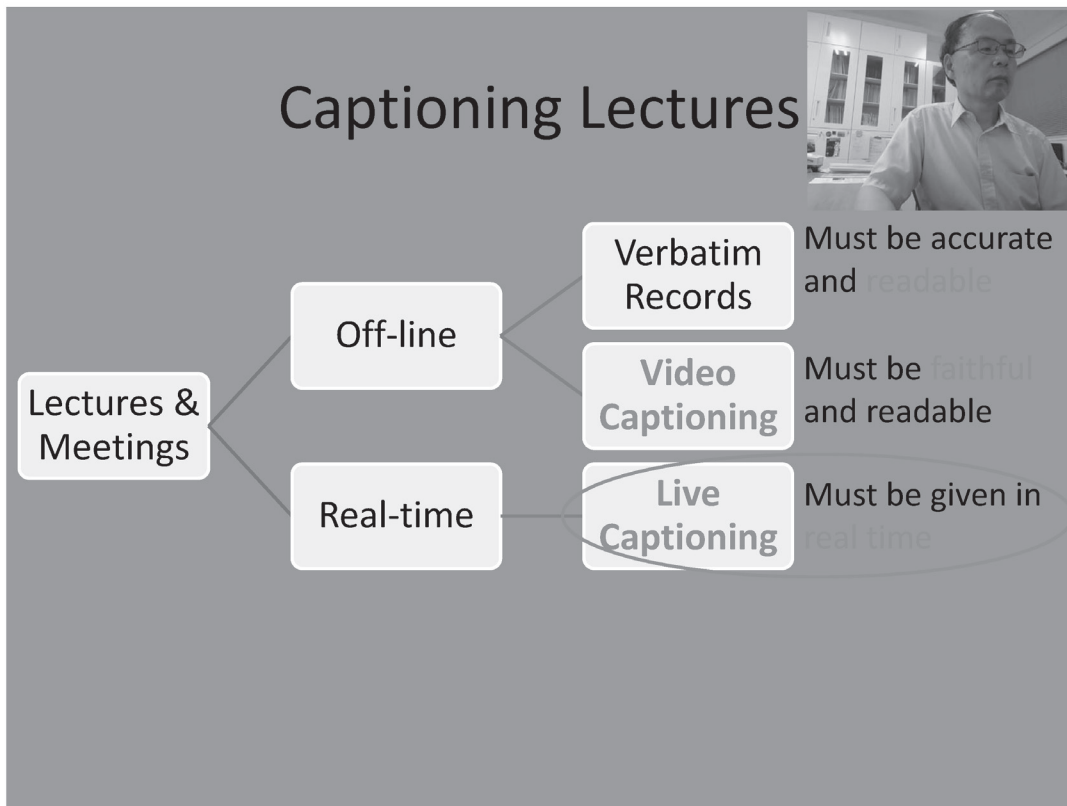 Captioning Lectures
Lectures &
Meetings
Off-line
Real-time
Verbatim
Records
Must be accurate
and readable
Video
Captioning
Must be faithful
and readable
Live
Captioning
Must be given in
real time